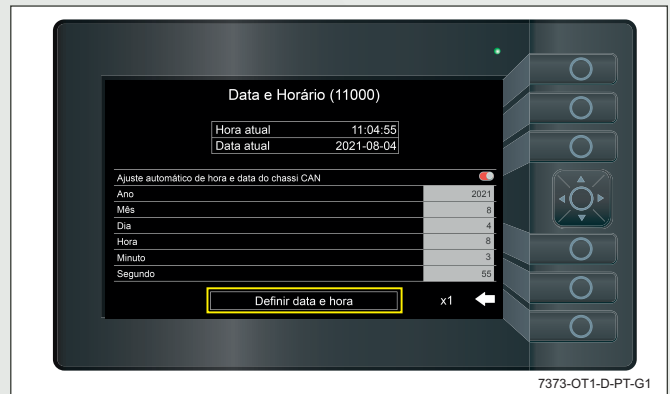 Data e Horário (11000)
Hora atual 11:04:55
Data atual 2021-08-04
Ajuste automático de hora e data do chassi CAN
Ano 2021
Mês 8
Dia 4
Hora 8
Minuto 3
Segundo 55
Definir data e hora x1
7373-OT1-D-PT-G1